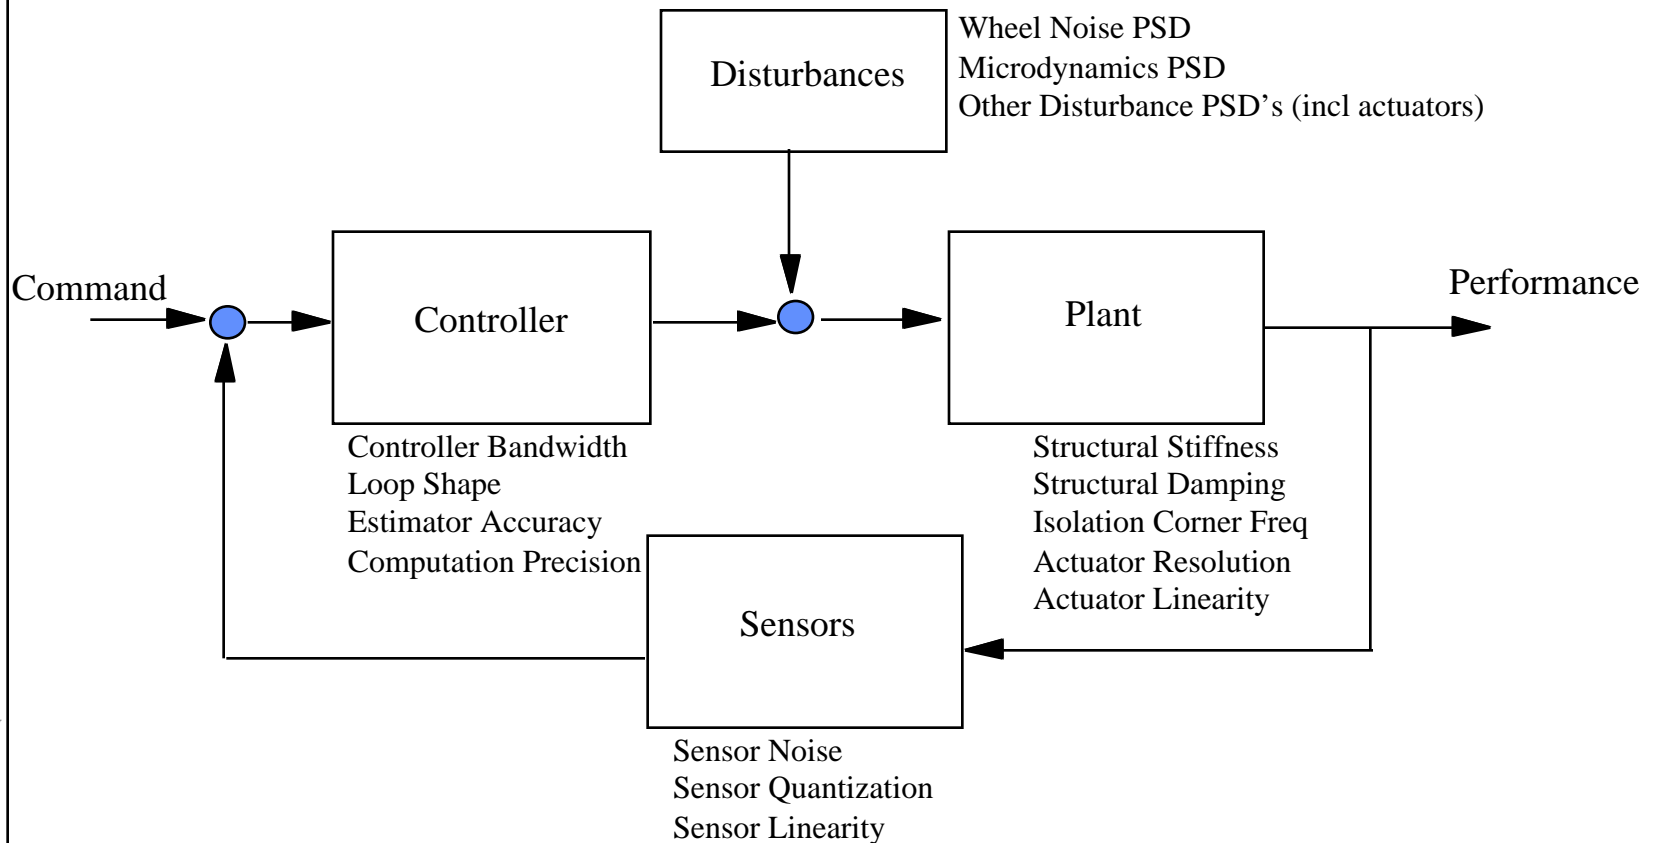 Disturbances
Wheel Noise PSD
Microdynamics PSD
Other Disturbance PSD’s (incl actuators)
Command
Controller
Plant
Performance
Controller Bandwidth
Loop Shape
Estimator Accuracy
Computation Precision
Structural Stiffness
Structural Damping
Isolation Corner Freq
Actuator Resolution
Actuator Linearity
Sensors
Sensor Noise
Sensor Quantization
Sensor Linearity